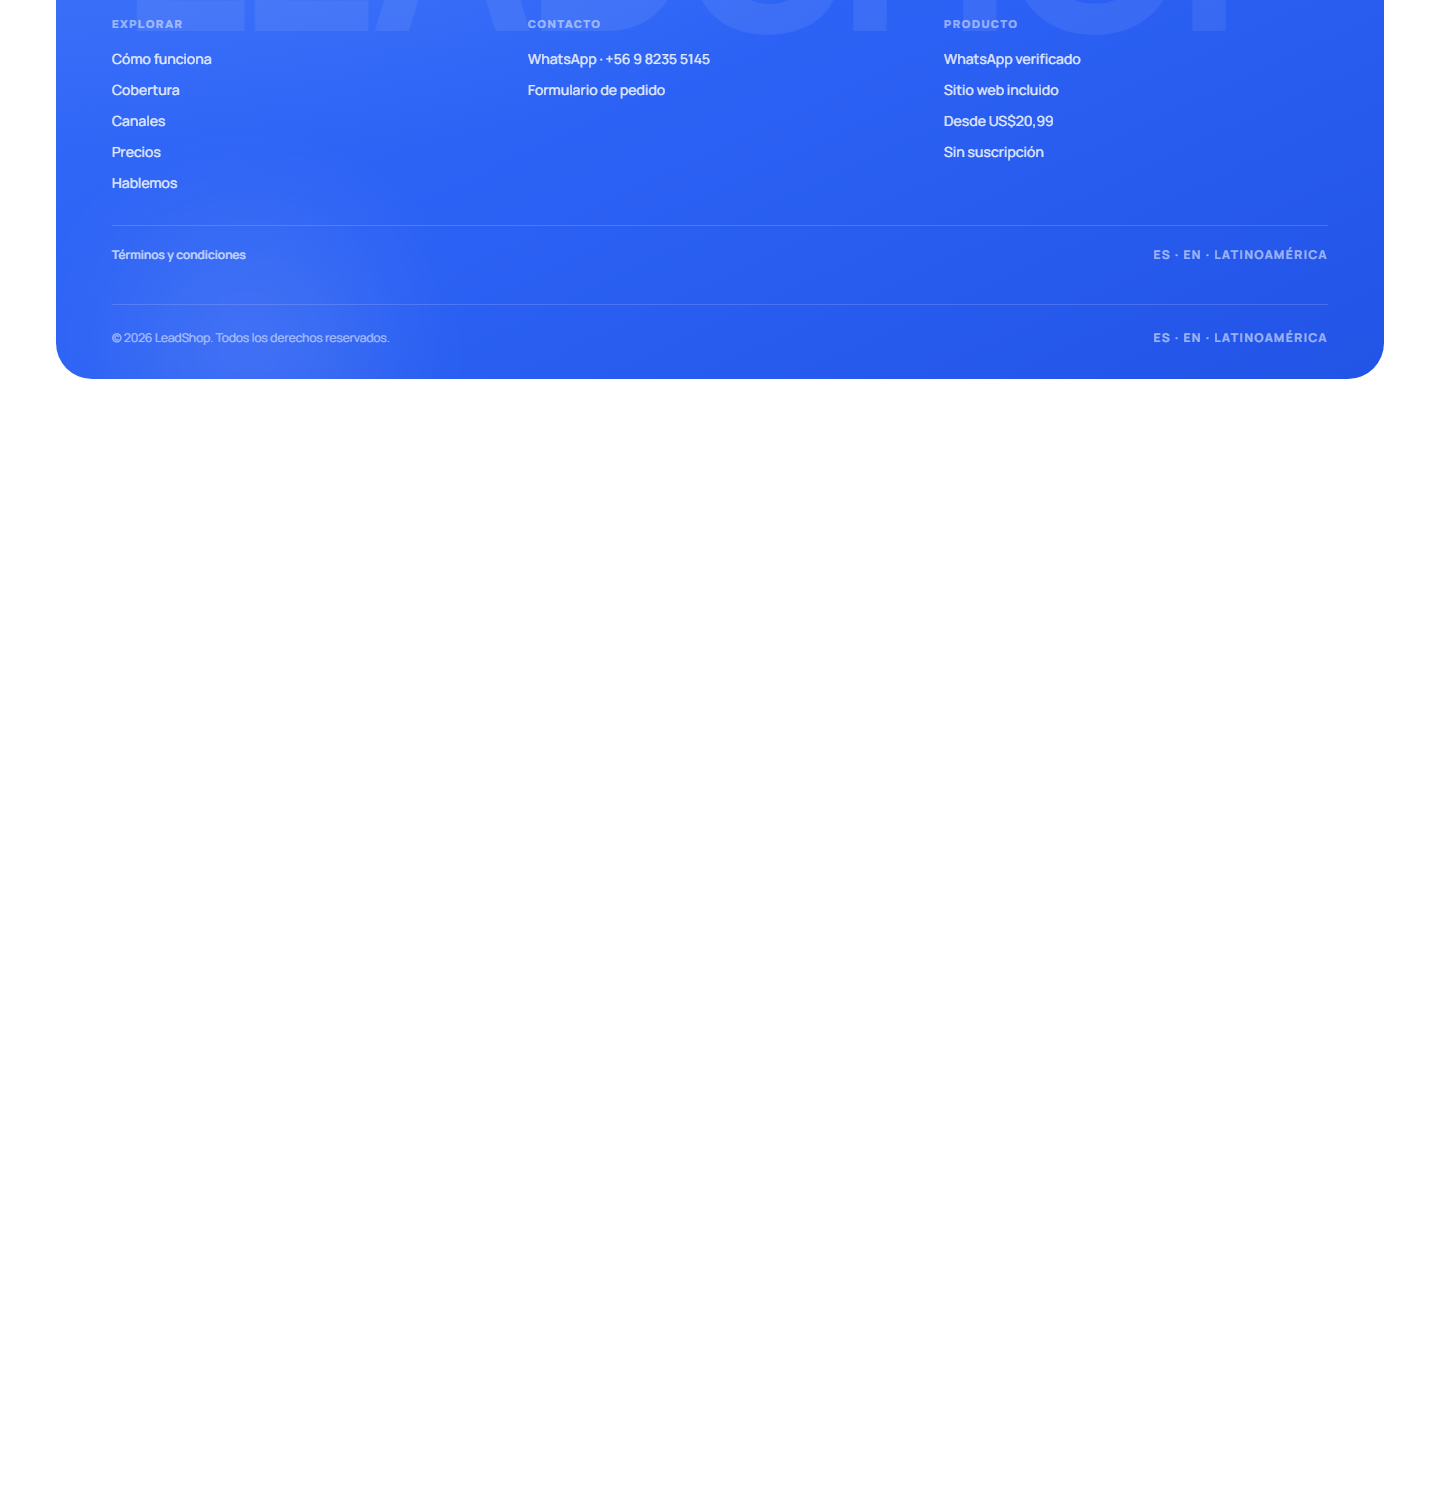 LEADSHOP
EXPLORAR
Cómo funciona
Cobertura
Canales
Precios
Hablemos
CONTACTO
WhatsApp · +56 9 8235 5145
Formulario de pedido
PRODUCTO
WhatsApp verificado
Sitio web incluido
Desde US$20,99
Sin suscripción
Términos y condiciones
ES · EN · LATINOAMÉRICA
© 2026 LeadShop. Todos los derechos reservados.
ES · EN · LATINOAMÉRICA